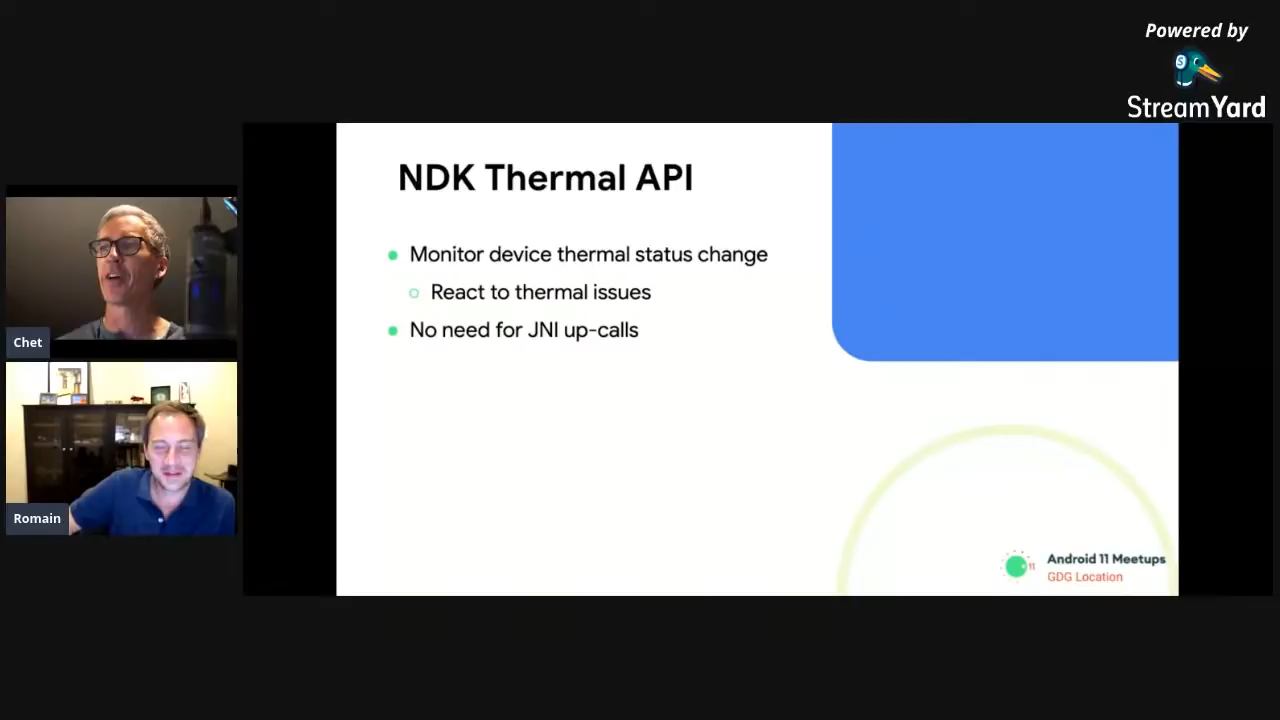 Powered by
StreamYard
NDK Thermal API
Monitor device thermal status change
React to thermal issues
No need for JNI up-calls
Chet
Romain
11
Android 11 Meetups
GDG Location